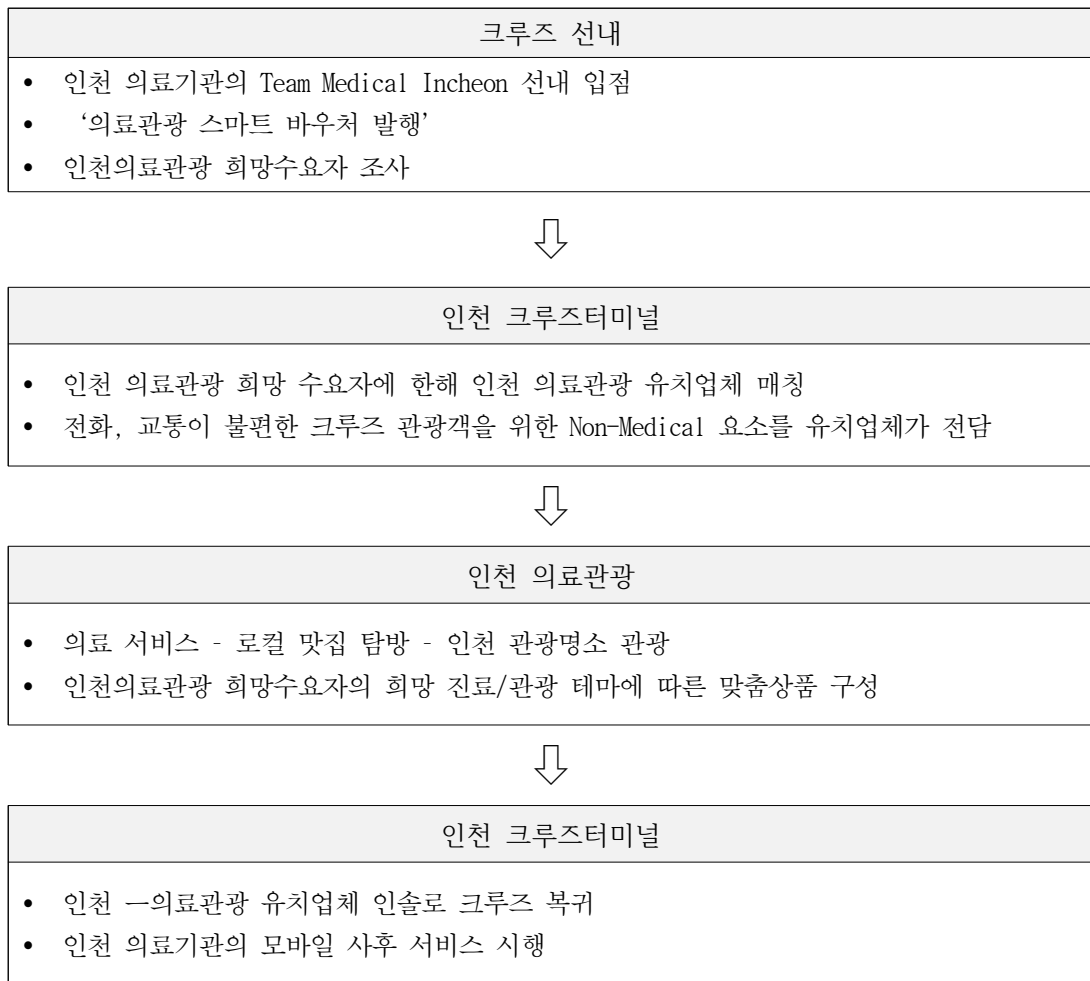 크루즈 선내
• 인천 의료기관의 Team Medical Incheon 선내 입점
• ‘의료관광 스마트 바우처 발행’
• 인천의료관광 희망수요자 조사
인천 크루즈터미널
• 인천 의료관광 희망 수요자에 한해 인천 의료관광 유치업체 매칭
• 전화, 교통이 불편한 크루즈 관광객을 위한 Non-Medical 요소를 유치업체가 전담
인천 의료관광
• 의료 서비스 - 로컬 맛집 탐방 - 인천 관광명소 관광
• 인천의료관광 희망수요자의 희망 진료/관광 테마에 따른 맞춤상품 구성
인천 크루즈터미널
• 인천 ㅡ의료관광 유치업체 인솔로 크루즈 복귀
• 인천 의료기관의 모바일 사후 서비스 시행